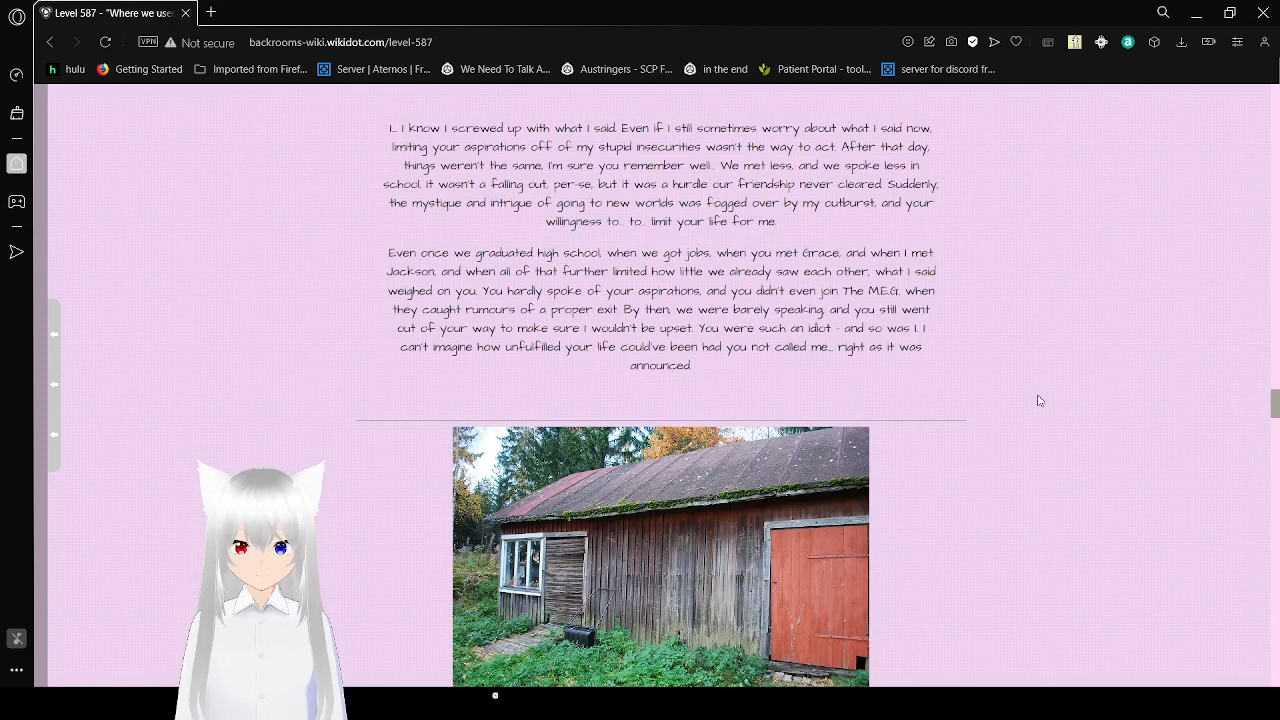 Level 587 - "Where we used
VPN
Not secure
backrooms-wiki.wikidot.com/level-587
hulu
Getting Started
Imported from Firef...
Server | Aternos | Fr...
We Need To Talk A...
Austringers - SCP F...
in the end
Patient Portal - tool...
server for discord fr...
I... I know I screwed up with what I said. Even if I still sometimes worry about what I said now,
limiting your aspirations off of my stupid insecurities wasn't the way to act. After that day,
things weren't the same, I'm sure you remember well... We met less, and we spoke less in
school. It wasn't a falling out, per-se, but it was a hurdle our friendship never cleared. Suddenly,
the mystique and intrigue of going to new worlds was fogged over by my outburst, and your
willingness to... to... limit your life for me.
Even once we graduated high school, when we got jobs, when you met Grace, and when I met
Jackson, and when all of that further limited how little we already saw each other, what I said
weighed on you. You hardly spoke of your aspirations, and you didn't even join The M.E.G. when
they caught rumours of a proper exit. By then, we were barely speaking, and you still went
out of your way to make sure I wouldn't be upset. You were such an idiot - and so was I. I
can't imagine how unfulfilled your life could've been had you not called me... right as it was
announced.